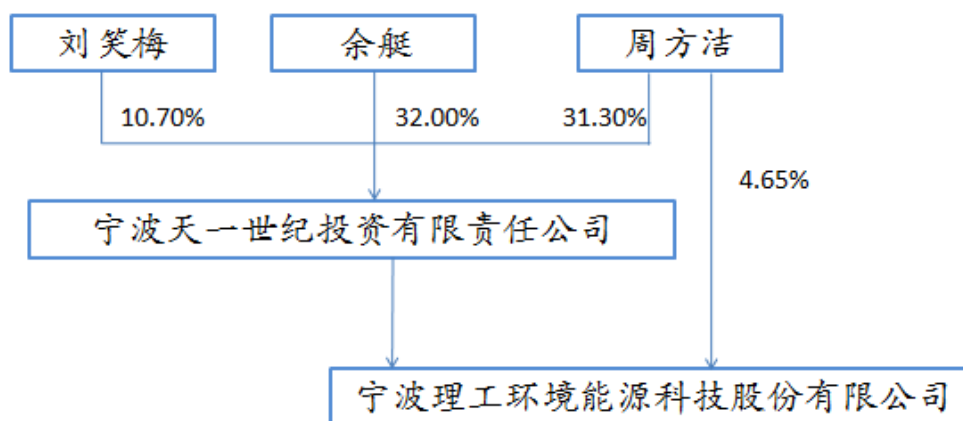 刘笑梅
余艇
周方洁
10.70%
32.00%
31.30%
4.65%
宁波天一世纪投资有限责任公司
宁波理工环境能源科技股份有限公司